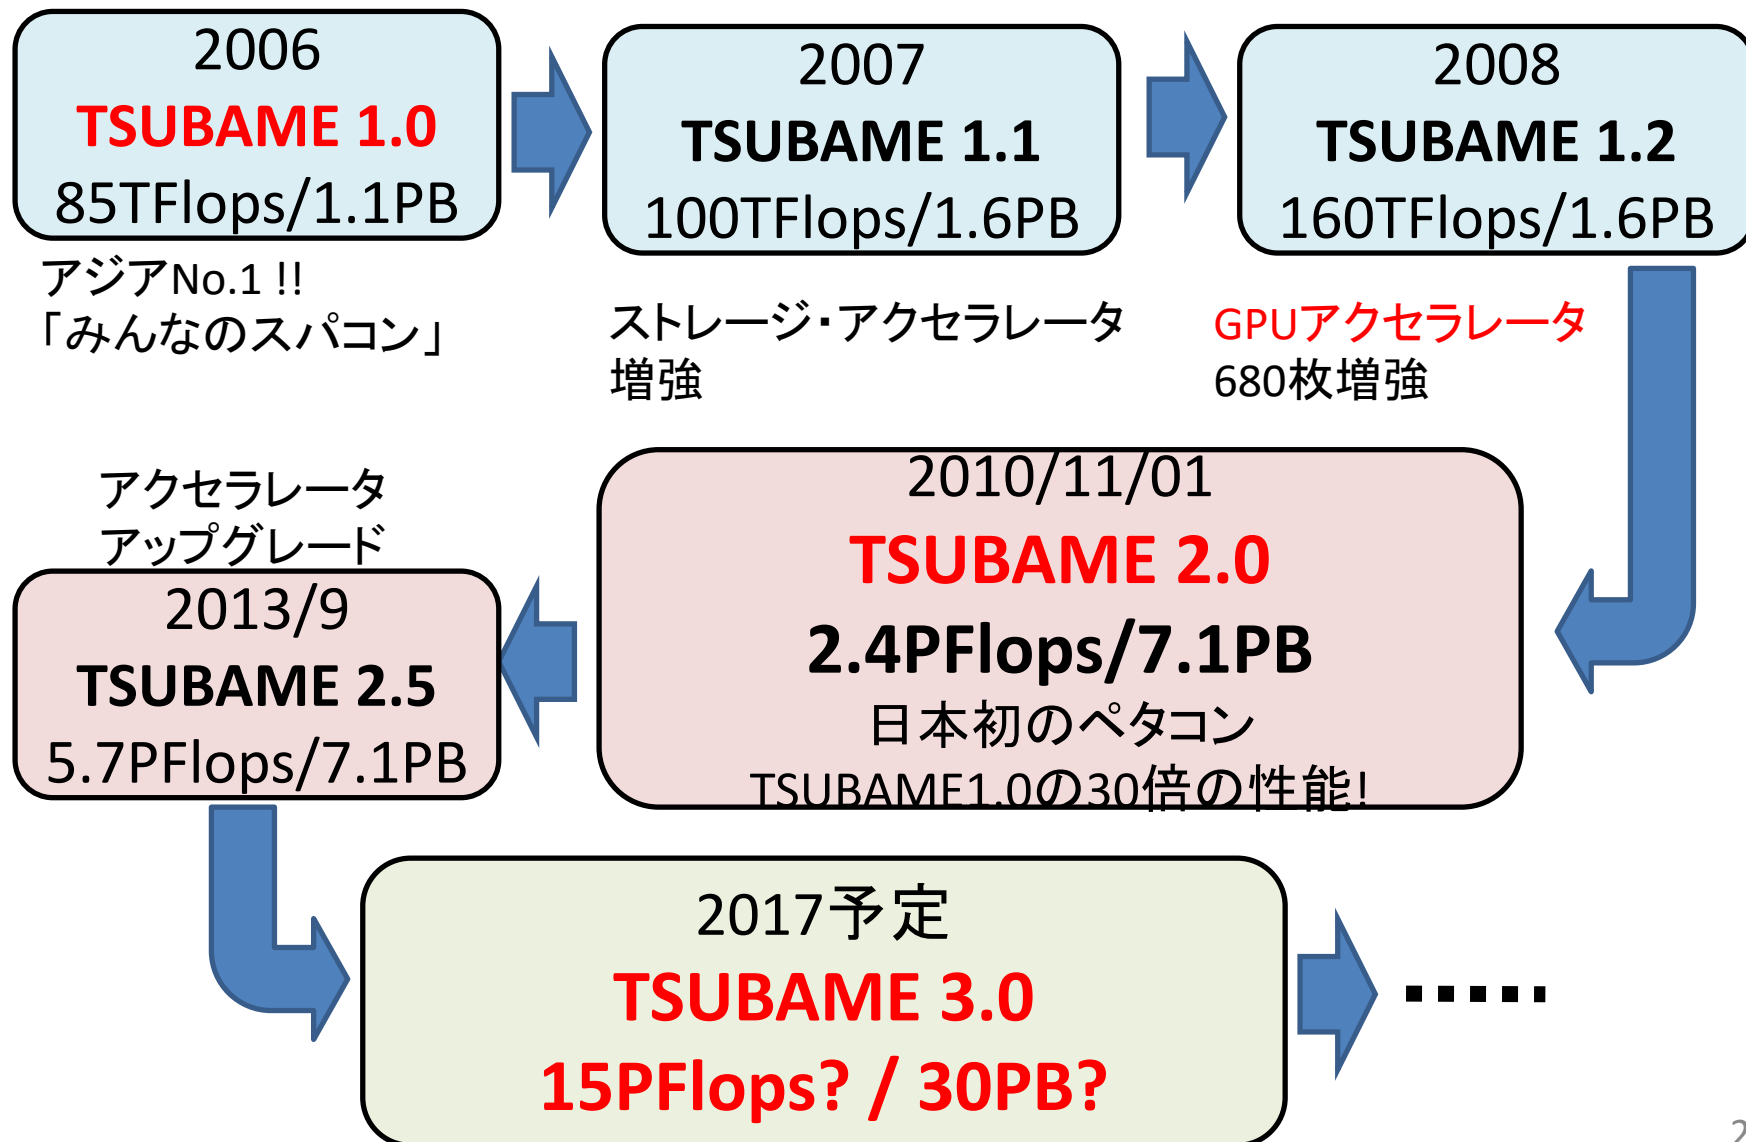 2006
TSUBAME 1.0
85TFlops/1.1PB
アジアNo.1 !!
「みんなのスパコン」
2007
TSUBAME 1.1
100TFlops/1.6PB
ストレージ・アクセラレータ
増強
2008
TSUBAME 1.2
160TFlops/1.6PB
GPUアクセラレータ
680枚増強
2010/11/01
TSUBAME 2.0
2.4PFlops/7.1PB
日本初のペタコン
TSUBAME1.0の30倍の性能!
アクセラレータ
アップグレード
2013/9
TSUBAME 2.5
5.7PFlops/7.1PB
2017予定
TSUBAME 3.0
15PFlops? / 30PB?
⋯⋯
2